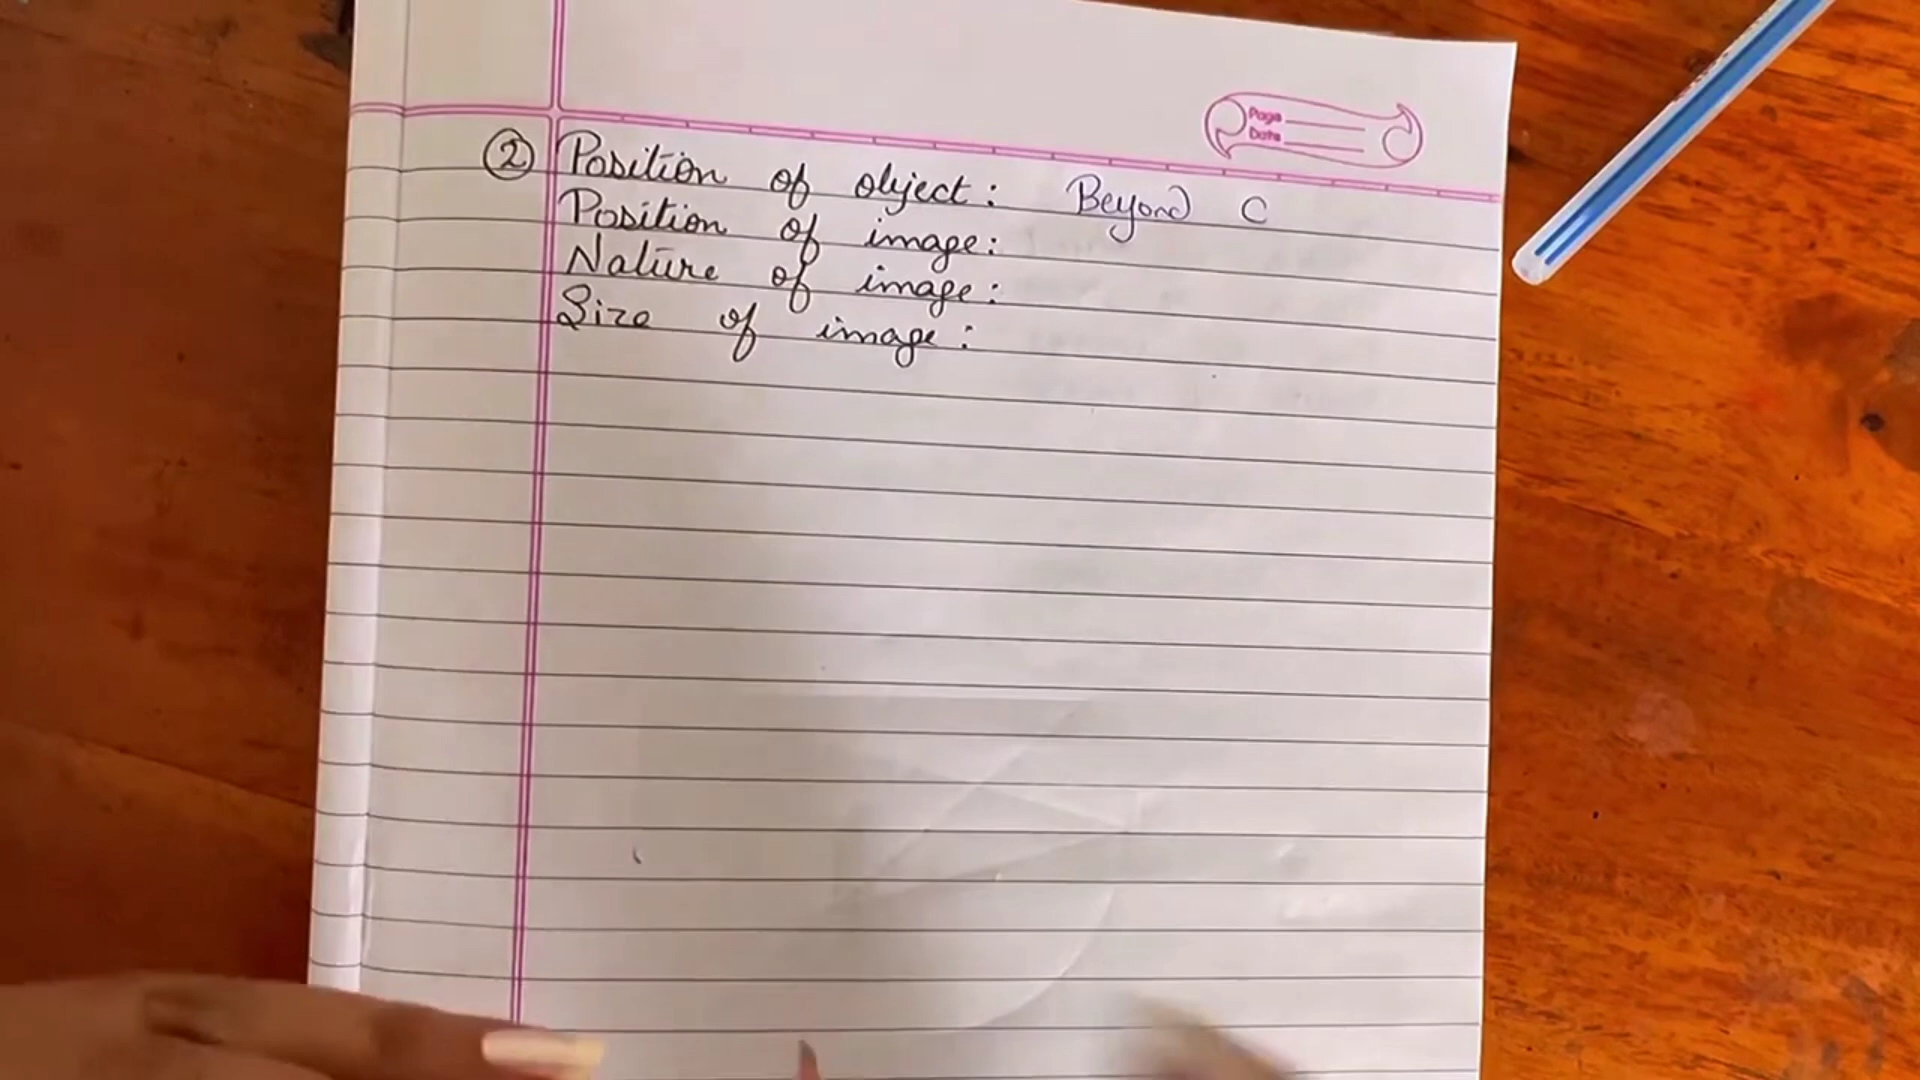 Page
Date
② Position of object : Beyond C
Position of image :
Nature of image :
Size of image :